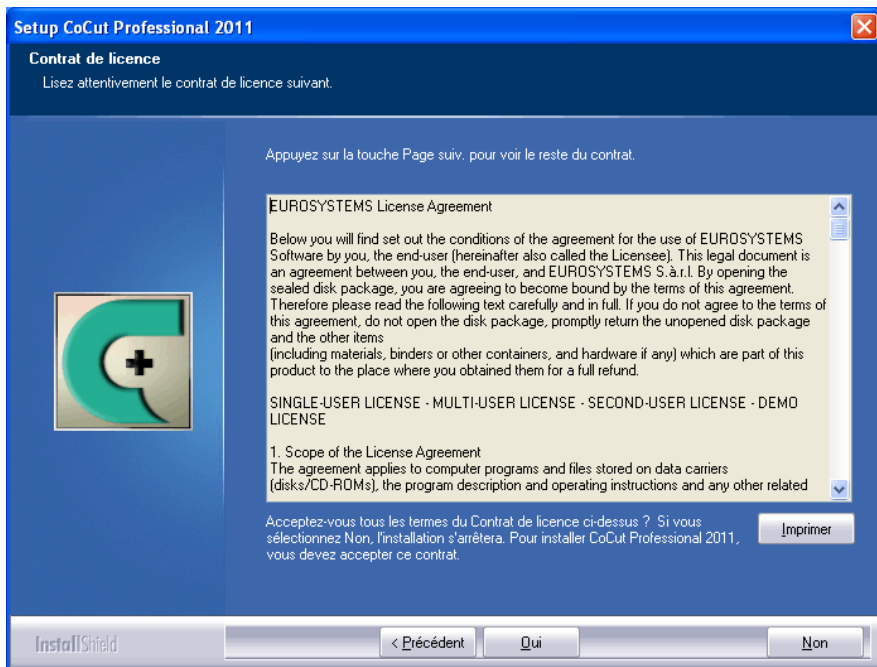 Setup CoCut Professional 2011
Contrat de licence
Lisez attentivement le contrat de licence suivant.
Appuyez sur la touche Page suiv. pour voir le reste du contrat.
EUROSYSTEMS License Agreement
Below you will find set out the conditions of the agreement for the use of EUROSYSTEMS
Software by you, the end-user (hereinafter also called the Licensee). This legal document is
an agreement between you, the end-user, and EUROSYSTEMS S.à.r.l. By opening the
sealed disk package, you are agreeing to become bound by the terms of this agreement.
Therefore please read the following text carefully and in full. If you do not agree to the terms of
this agreement, do not open the disk package, promptly return the unopened disk package
and the other items
(including materials, binders or other containers, and hardware if any) which are part of this
product to the place where you obtained them for a full refund.
SINGLE-USER LICENSE - MULTI-USER LICENSE - SECOND-USER LICENSE - DEMO
LICENSE
1. Scope of the License Agreement
The agreement applies to computer programs and files stored on data carriers
(disks/CD-ROMs), the program description and operating instructions and any other related
Acceptez-vous tous les termes du Contrat de licence ci-dessus ? Si vous
sélectionnez Non, l'installation s'arrêtera. Pour installer CoCut Professional 2011,
vous devez accepter ce contrat.
Imprimer
InstallShield
< Précédent
Oui
Non